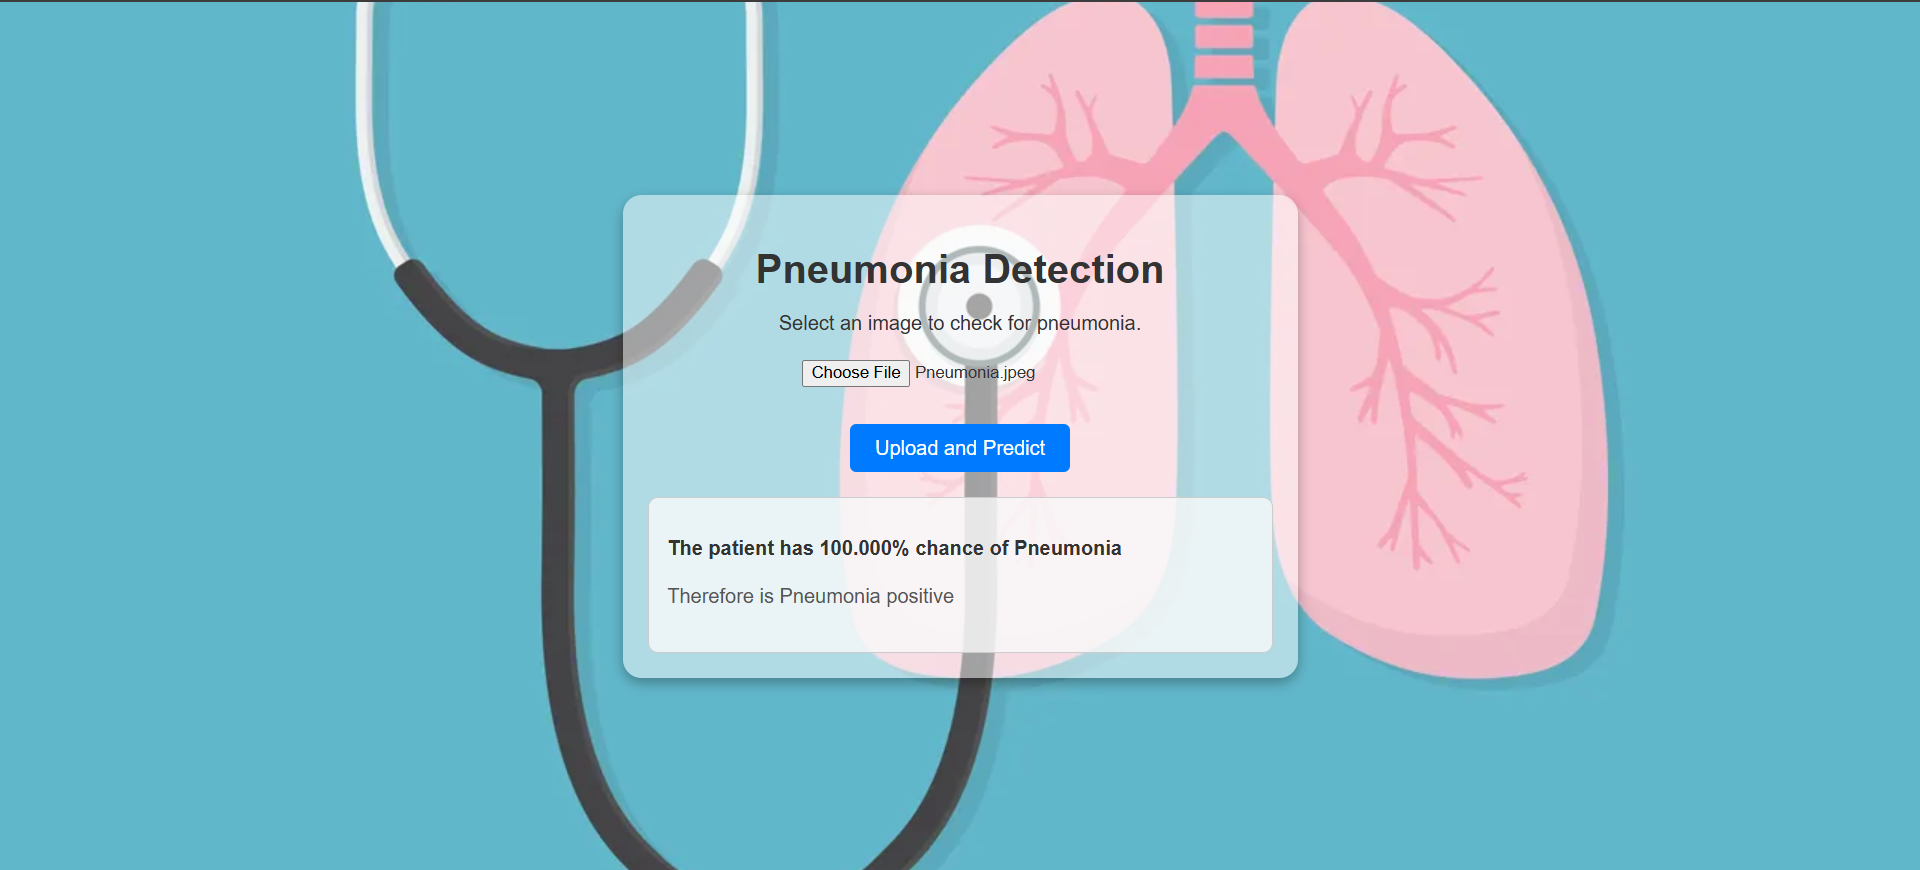 Pneumonia Detection
Select an image to check for pneumonia.
Choose File Pneumonia.jpeg
Upload and Predict
The patient has 100.000% chance of Pneumonia
Therefore is Pneumonia positive